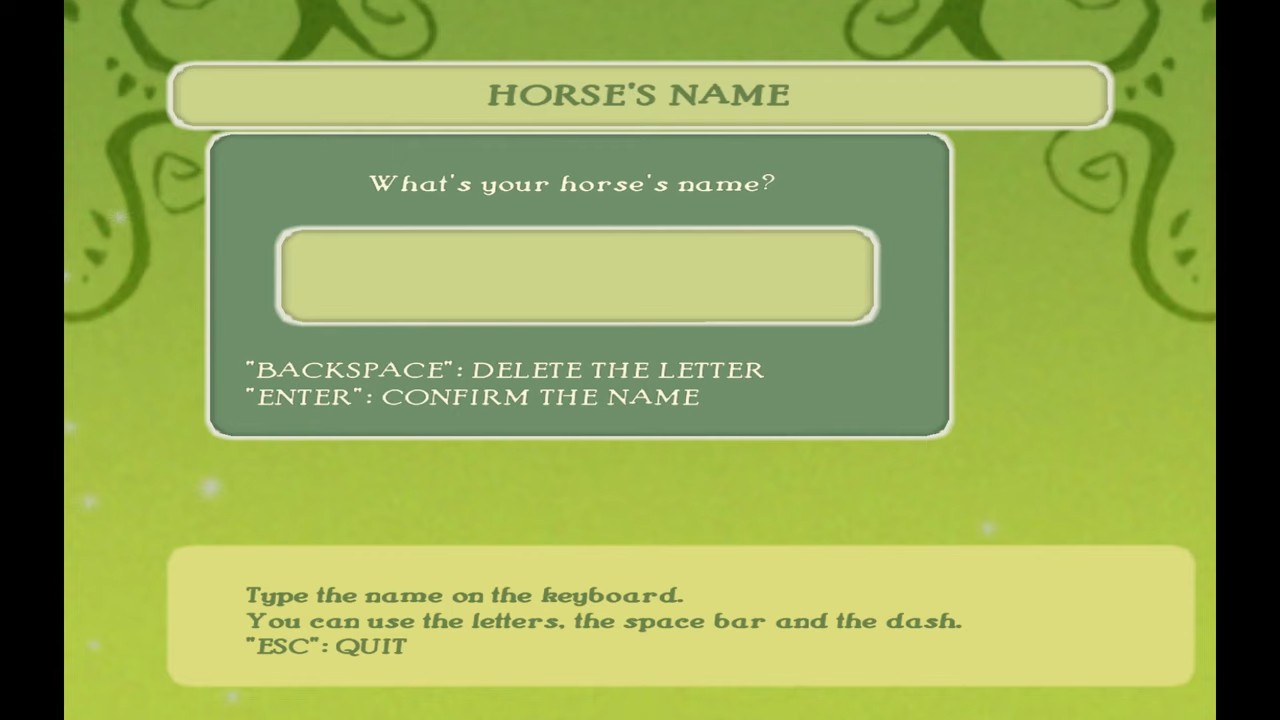 HORSE'S NAME
What's your horse's name?
"BACKSPACE": DELETE THE LETTER
"ENTER": CONFIRM THE NAME
Type the name on the keyboard.
You can use the letters, the space bar and the dash.
"ESC": QUIT